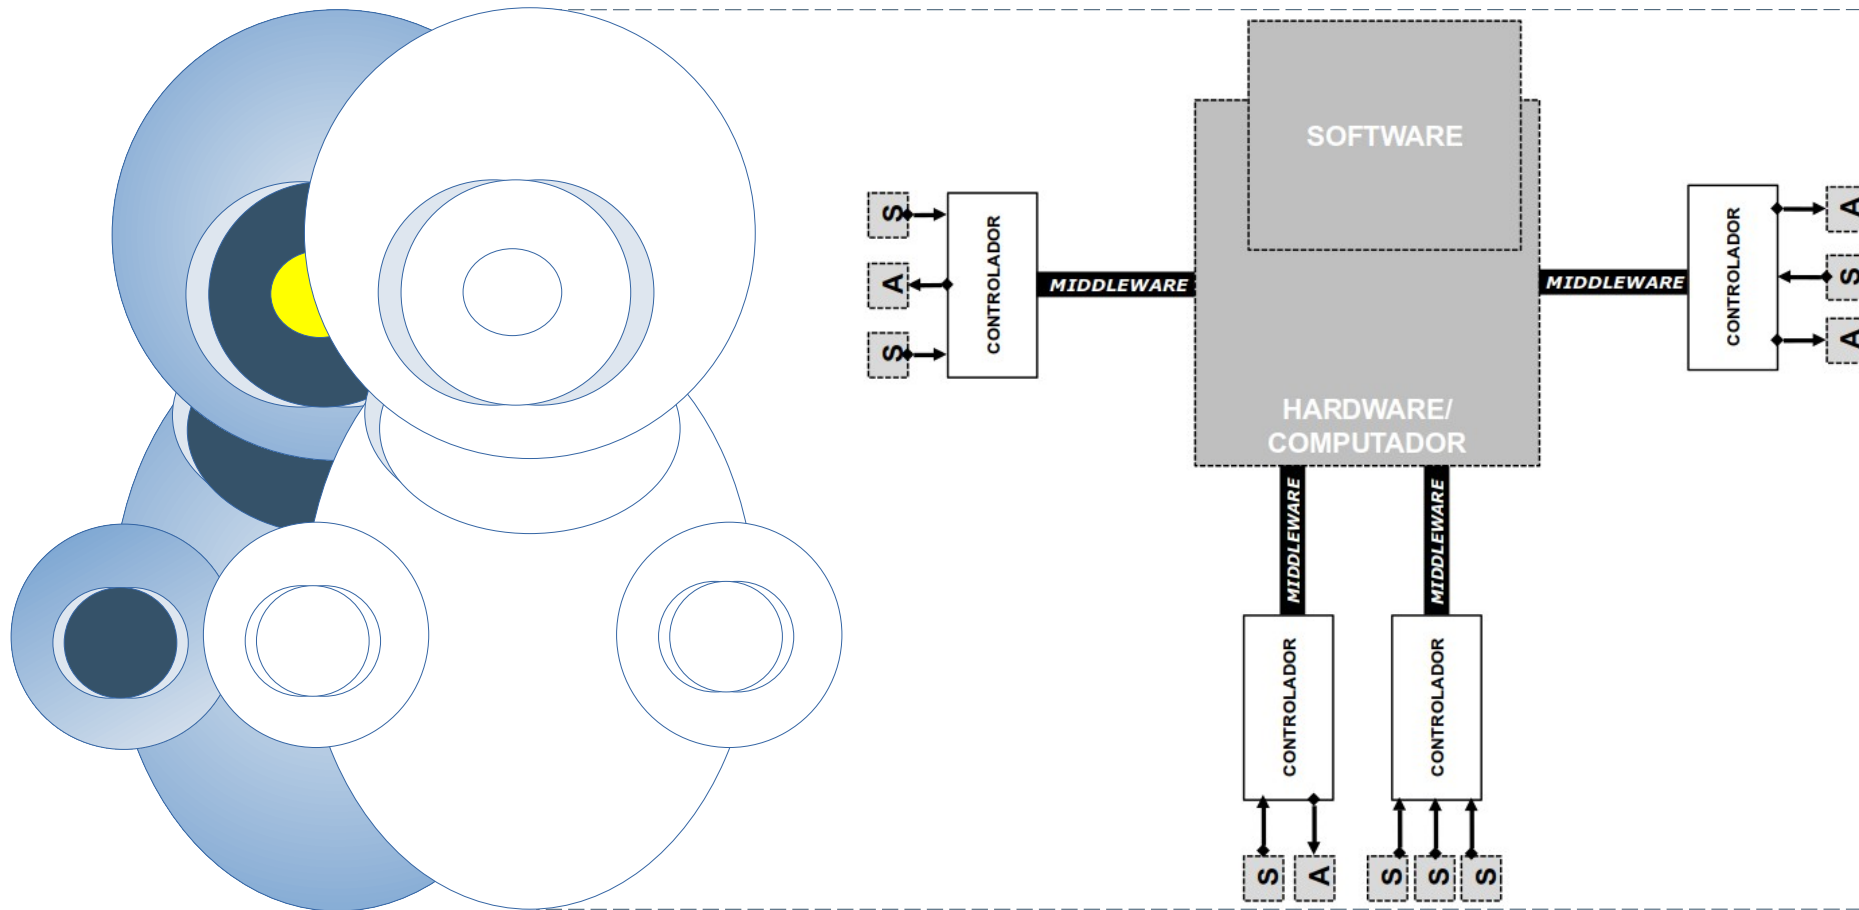 SOFTWARE
HARDWARE/
COMPUTADOR
S
A
S
CONTROLADOR
MIDDLEWARE
MIDDLEWARE
CONTROLADOR
A
S
A
MIDDLEWARE
MIDDLEWARE
CONTROLADOR
CONTROLADOR
S
A
S
S
S